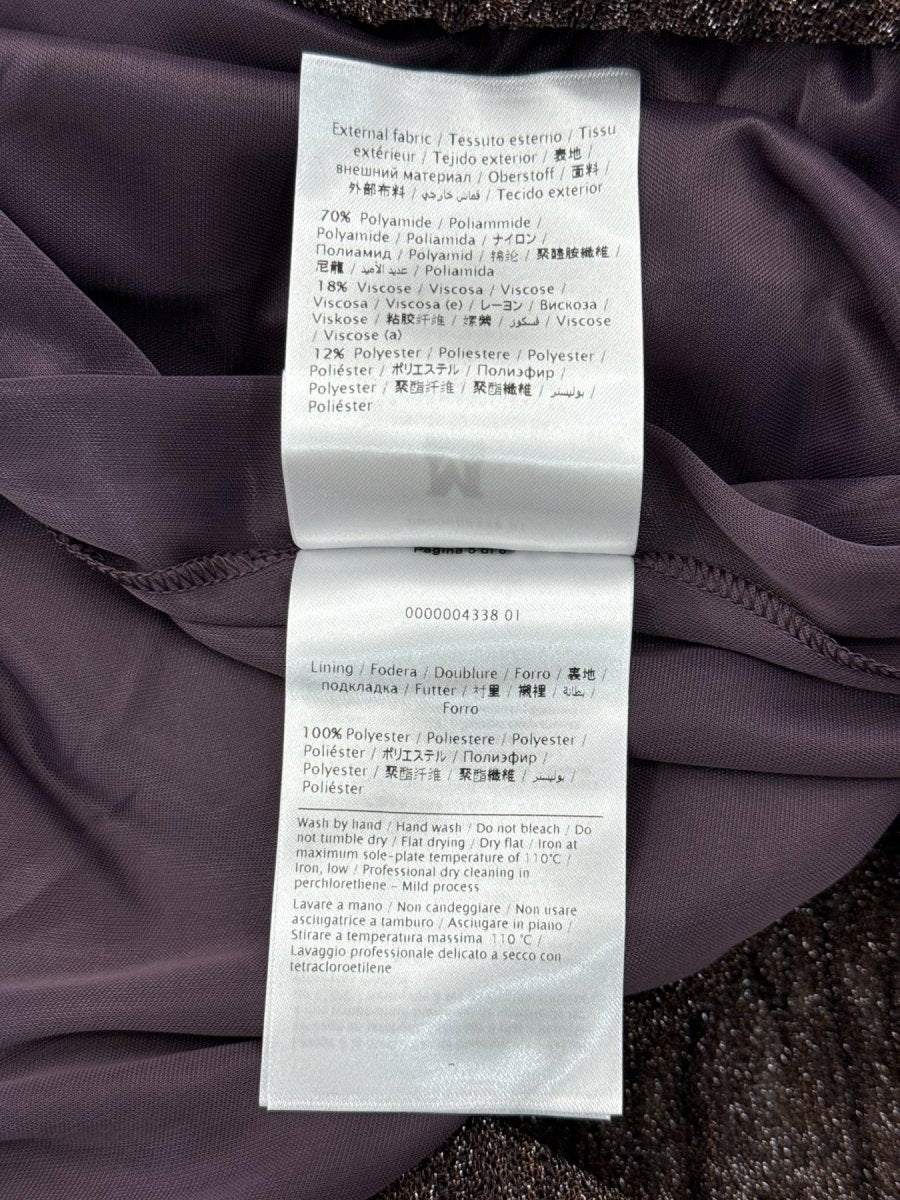 External fabric / Tessuto esterno / Tissu
extérieur / Tejido exterior / 表地 /
внешний материал / Oberstoff / 面料 /
外部布料 / قماش خارجي / Tecido exterior
70% Polyamide / Poliammide /
Polyamide / Poliamida / ナイロン /
Полиамид / Polyamid / 锦纶 / 聚醯胺纖維 /
尼龍 / عديد الأميد / Poliamida
18% Viscose / Viscosa / Viscose /
Viscosa / Viscosa (e) / レーヨン / Вискоза /
Viskose / 粘胶纤维 / 嫘縈 / فسكوز / Viscose
/ Viscose (a)
12% Polyester / Poliestere / Polyester /
Poliéster / ポリエステル / Полиэфир /
Polyester / 聚酯纤维 / 聚酯纖維 / بوليستر /
Poliéster
M
Pagina 5 di 6
0000004338 01
Lining / Fodera / Doublure / Forro / 裏地 /
подкладка / Futter / 衬里 / 襯裡 / بطانة /
Forro
100% Polyester / Poliestere / Polyester /
Poliéster / ポリエステル / Полиэфир /
Polyester / 聚酯纤维 / 聚酯纖維 / بوليستر /
Poliéster
Wash by hand / Hand wash / Do not bleach / Do
not tumble dry / Flat drying / Dry flat / Iron at
maximum sole-plate temperature of 110°C /
Iron, low / Professional dry cleaning in
perchlorethene – Mild process
Lavare a mano / Non candeggiare / Non usare
asciugatrice a tamburo / Asciugare in piano /
Stirare a temperatura massima 110 °C /
Lavaggio professionale delicato a secco con
tetracloroetilene